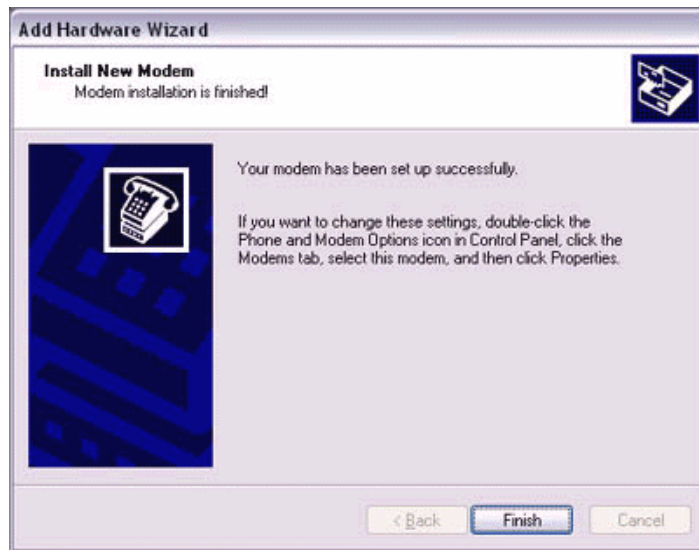 Add Hardware Wizard
Install New Modem
Modem installation is finished!
Your modem has been set up successfully.
If you want to change these settings, double-click the
Phone and Modem Options icon in Control Panel, click the
Modems tab, select this modem, and then click Properties.
< Back
Finish
Cancel